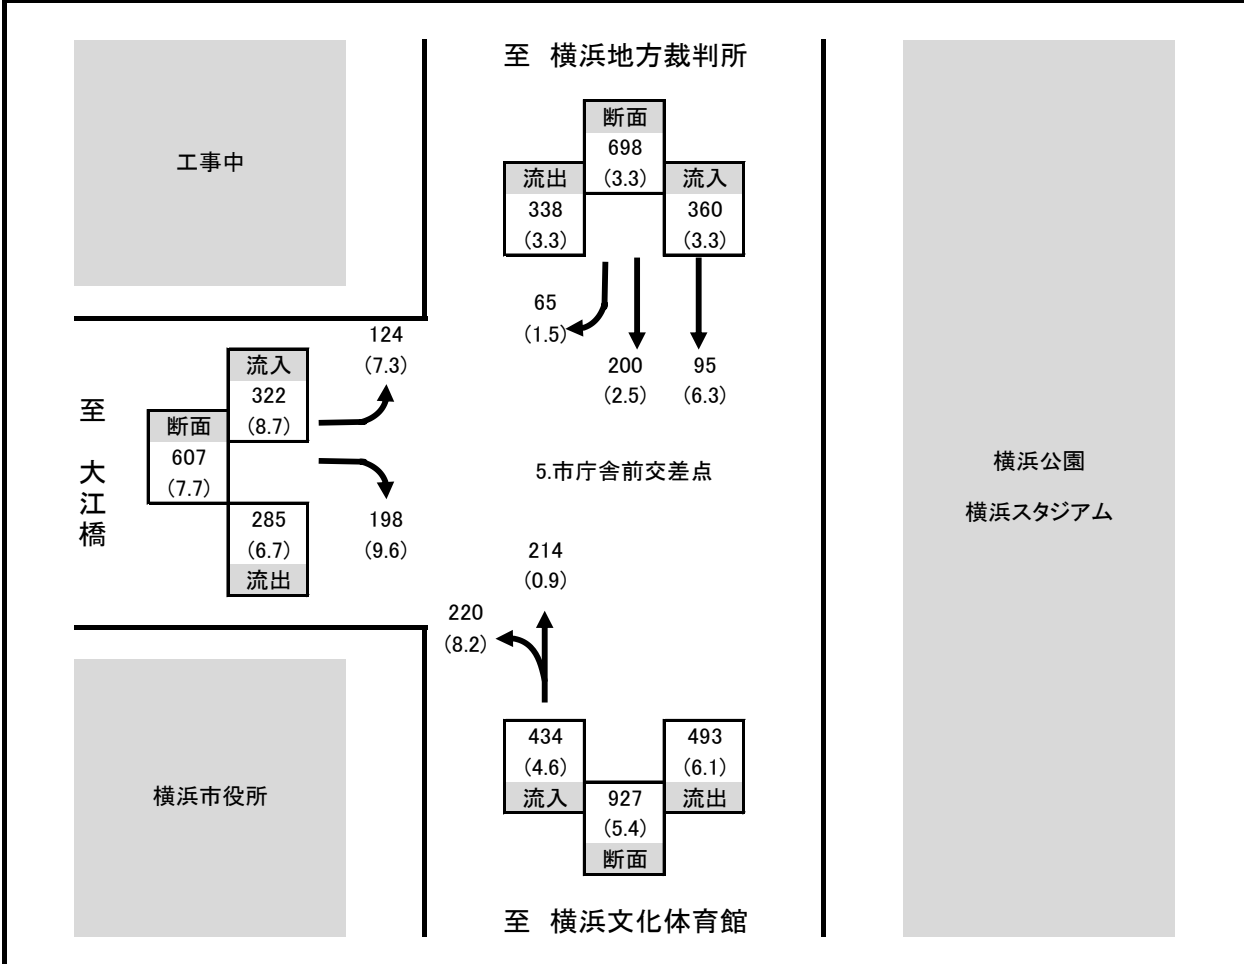 至 横浜地方裁判所
断面
698
(3.3)
流出
338
(3.3)
流入
360
(3.3)
工事中
65
(1.5)
200
(2.5)
95
(6.3)
124
(7.3)
流入
322
(8.7)
断面
607
(7.7)
285
(6.7)
流出
198
(9.6)
至 大江橋
5.市庁舎前交差点
横浜公園
横浜スタジアム
214
(0.9)
220
(8.2)
434
(4.6)
流入
493
(6.1)
流出
927
(5.4)
断面
横浜市役所
至 横浜文化体育館